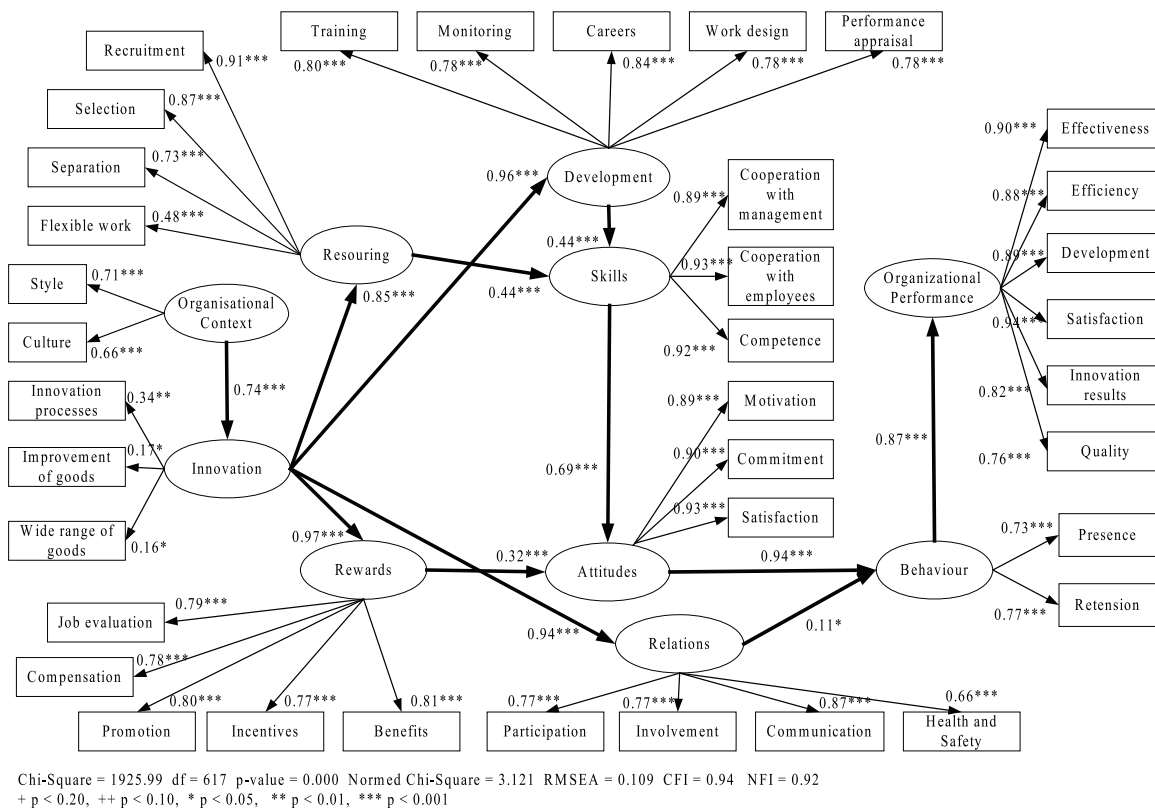 Training
Monitoring
Careers
Work design
Performance
appraisal
Recruitment
0.91***
0.80***
0.78***
0.84***
0.78***
0.78***
Selection
0.87***
Separation
0.73***
Flexible work
0.48***
Resouring
0.96***
Development
0.44***
Skills
0.44***
0.85***
Cooperation
with
management
0.89***
Cooperation
with
employees
0.93***
Competence
0.92***
Effectiveness
0.90***
Efficiency
0.88***
Development
0.89***
Satisfaction
0.94***
Innovation
results
0.82***
Quality
0.76***
Organizational
Performance
Style
0.71***
Organisational
Context
Culture
0.66***
0.74***
Innovation
processes
0.34**
Improvement
of goods
0.17*
Innovation
Wide range of
goods
0.16*
Motivation
0.89***
Commitment
0.90***
Satisfaction
0.93***
0.69***
0.87***
0.97***
Rewards
0.32***
Attitudes
0.94***
Behaviour
Presence
0.73***
Retension
0.77***
Job evaluation
0.79***
Compensation
0.78***
0.94***
Relations
0.11*
0.80***
0.77***
0.81***
0.77***
0.77***
0.87***
0.66***
Promotion
Incentives
Benefits
Participation
Involvement
Communication
Health and
Safety
Chi-Square = 1925.99 df = 617 p-value = 0.000 Normed Chi-Square = 3.121 RMSEA = 0.109 CFI = 0.94 NFI = 0.92
+ p < 0.20, ++ p < 0.10, * p < 0.05, ** p < 0.01, *** p < 0.001